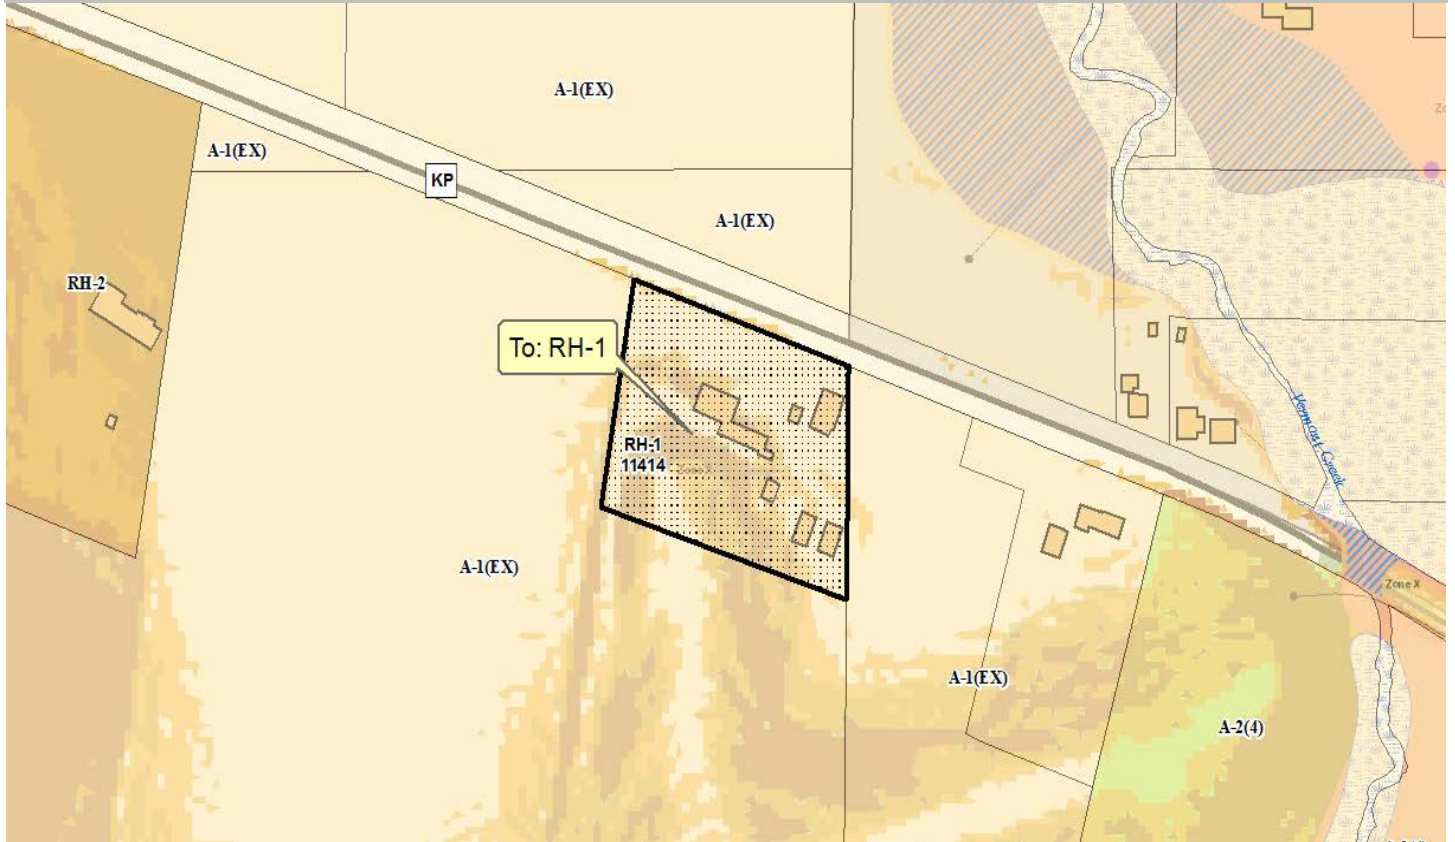 A-1(EX)
A-1(EX)
KP
A-1(EX)
RH-2
To: RH-1
RH-1
11414
Zone X
Vermont Creek
A-1(EX)
Zone X
A-1(EX)
A-2(4)